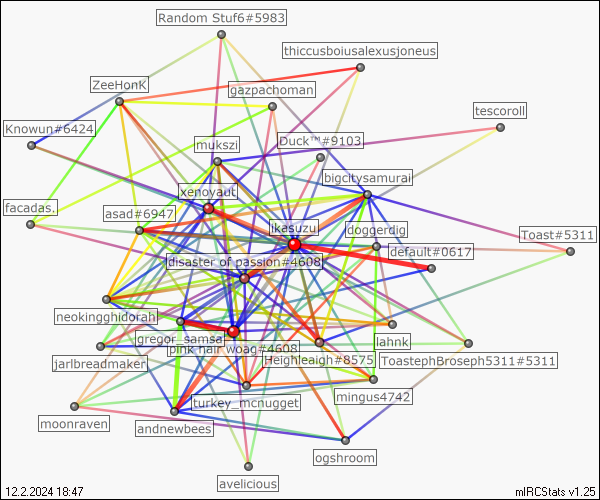 Random Stuf6#5983
thiccusboiusalexusjoneus
ZeeHonK
gazpachoman
tescoroll
Knowun#6424
mukszi
Duck™#9103
bigcitysamurai
xenoyaut
facadas.
asad#6947
ikasuzu
doggerdig
Toast#5311
default#0617
disaster of passion#4608
neokingghidorah
gregor_samsa
pink hair woag#4608
lahnk
jarlbreadmaker
Heighleaigh#8575
ToastephBroseph5311#5311
turkey_mcnugget
mingus4742
moonraven
andnewbees
ogshroom
avelicious
12.2.2024 18:47
mIRCStats v1.25